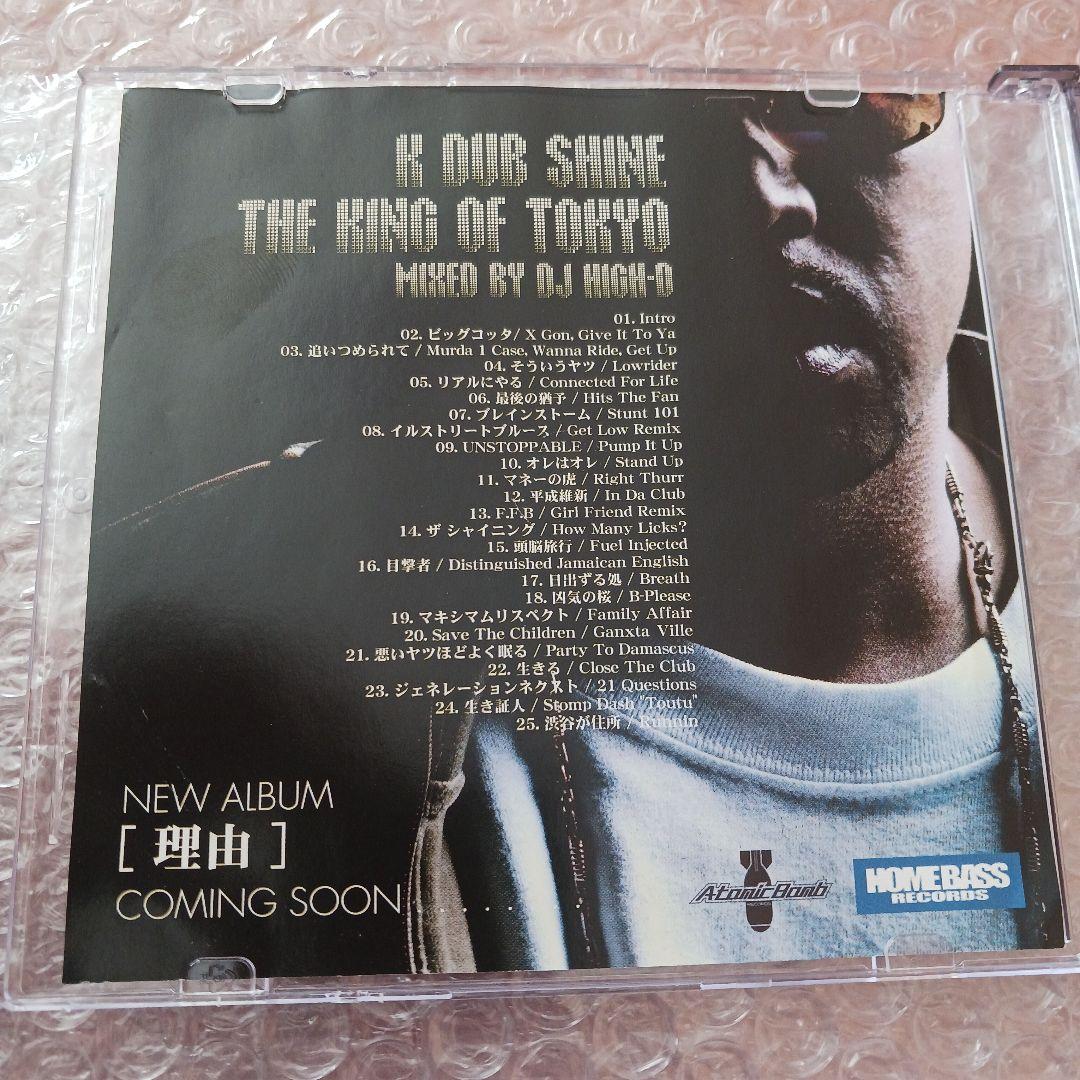 K DUB SHINE
THE KING OF TOKYO
MIXED BY DJ HIGH-D
01. Intro
02. ビッグコッタ/ X Gon, Give It To Ya
03. 追いつめられて / Murda 1 Case, Wanna Ride, Get Up
04. そういうヤツ / Lowrider
05. リアルにやる / Connected For Life
06. 最後の猶予 / Hits The Fan
07. ブレインストーム / Stunt 101
08. イルストリートブルース / Get Low Remix
09. UNSTOPPABLE / Pump It Up
10. オレはオレ / Stand Up
11. マネーの虎 / Right Thurr
12. 平成維新 / In Da Club
13. F.F.B / Girl Friend Remix
14. ザ シャイニング / How Many Licks?
15. 頭脳旅行 / Fuel Injected
16. 目撃者 / Distinguished Jamaican English
17. 日出ずる処 / Breath
18. 凶気の桜 / B-Please
19. マキシマムリスペクト / Family Affair
20. Save The Children / Ganxta Ville
21. 悪いヤツほどよく眠る / Party To Damascus
22. 生きる / Close The Club
23. ジェネレーションネクスト / 21 Questions
24. 生き証人 / Stomp Dash "Toutu"
25. 渋谷が住所 / Runnin
NEW ALBUM
[ 理由 ]
COMING SOON......
Atomic Bomb
HOMEBASS
RECORDS